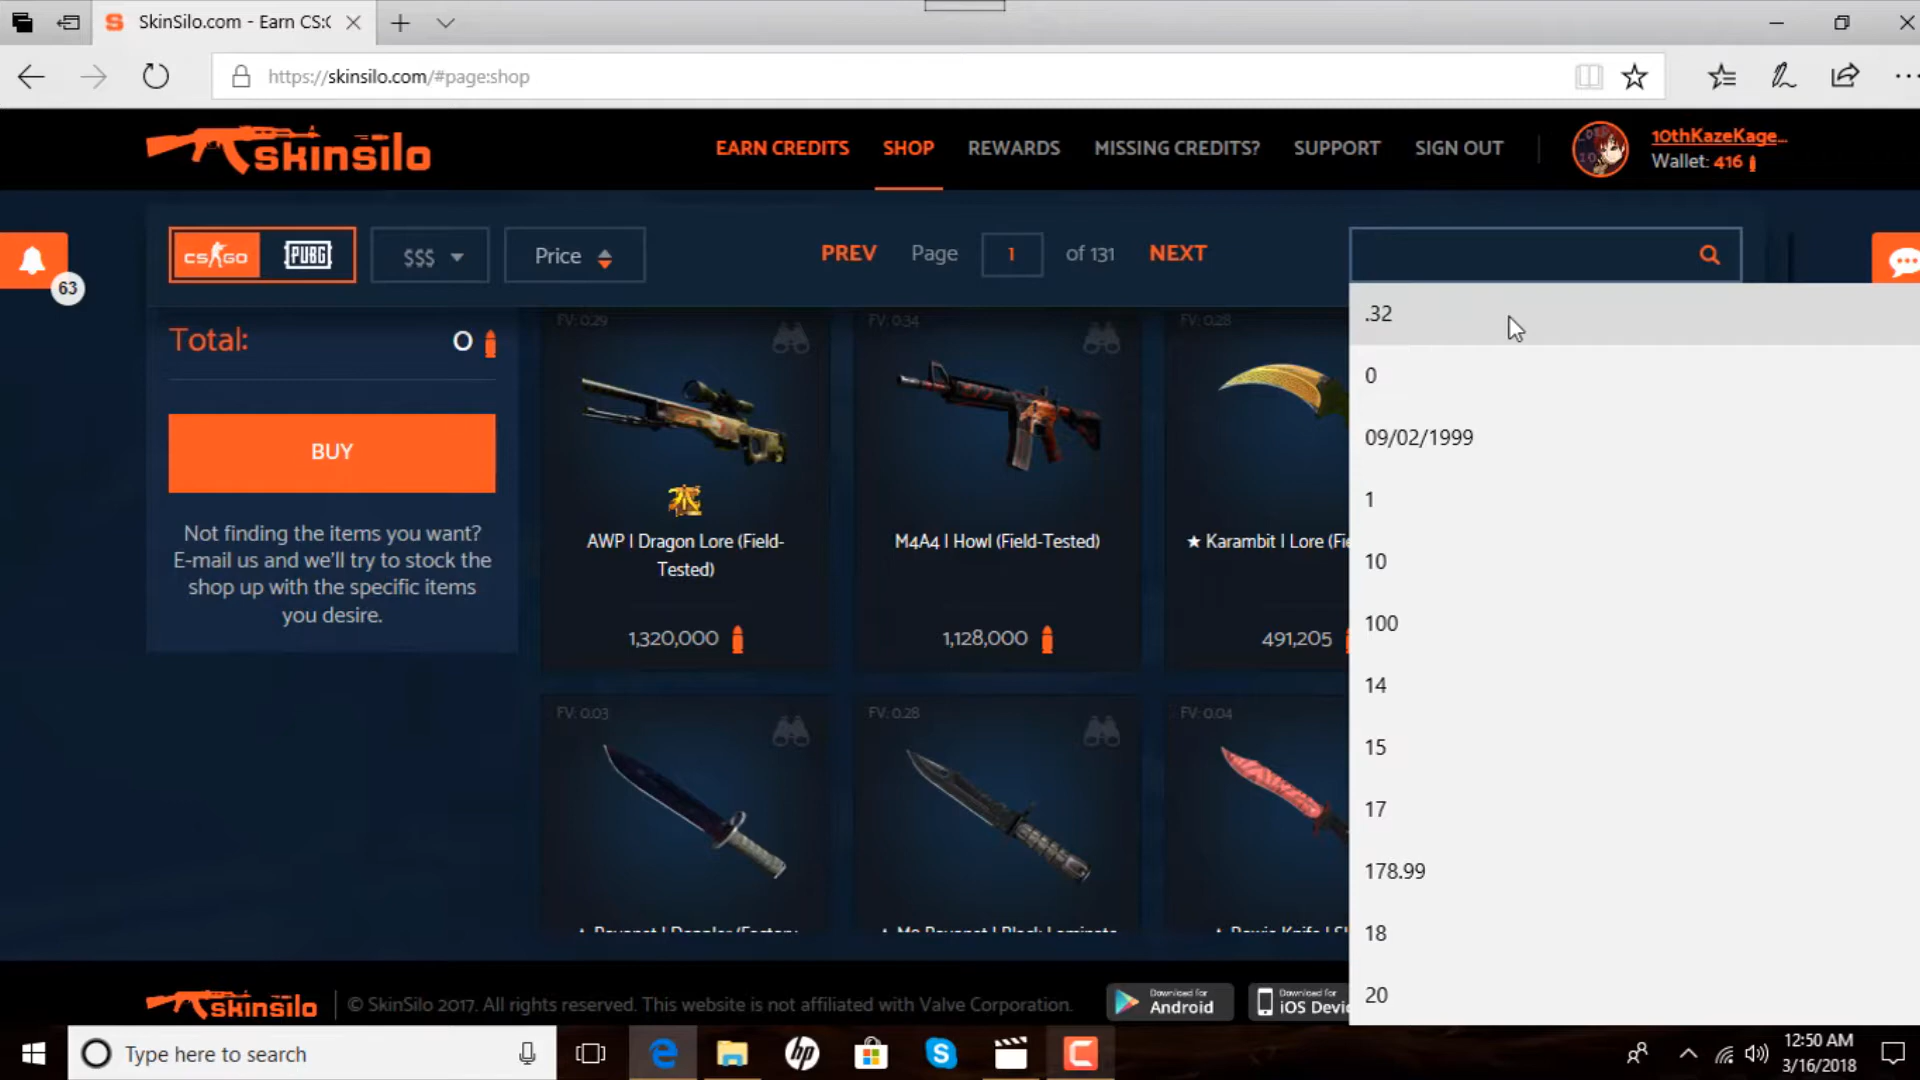 SkinSilo.com - Earn CS:(
https://skinsilo.com/#page:shop
skinsilo
EARN CREDITS
SHOP
REWARDS
MISSING CREDITS?
SUPPORT
SIGN OUT
10thKazeKage...
Wallet: 416
63
CS GO
PUBG
$$$
Price
PREV
Page
1
of 131
NEXT
Total:
0
BUY
Not finding the items you want?
E-mail us and we'll try to stock the
shop up with the specific items
you desire.
FV: 0.29
AWP | Dragon Lore (Field-
Tested)
1,320,000
FV: 0.34
M4A4 | Howl (Field-Tested)
1,128,000
FV: 0.28
★ Karambit | Lore (Fie
491,205
FV: 0.03
FV: 0.28
FV: 0.04
.32
0
09/02/1999
1
10
100
14
15
17
178.99
18
20
skinsilo
© SkinSilo 2017. All rights reserved. This website is not affiliated with Valve Corporation.
Download for
Android
Download for
iOS Devi
Type here to search
hp
12:50 AM
3/16/2018